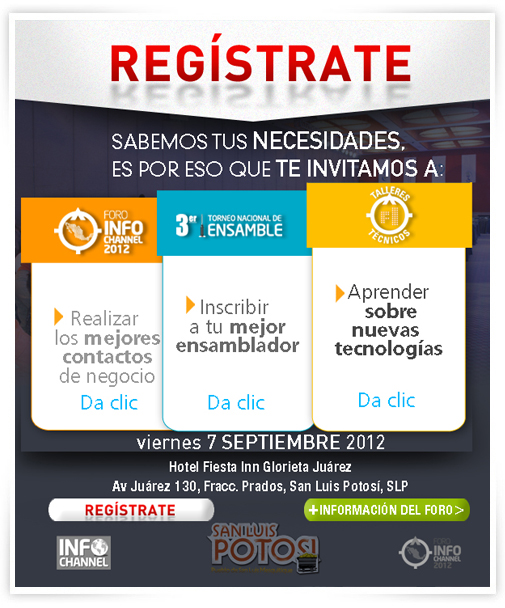 REGÍSTRATE
SABEMOS TUS NECESIDADES,
ES POR ESO QUE TE INVITAMOS A:
FORO
INFO
CHANNEL
2012
Realizar
los mejores
contactos
de negocio
Da clic
3er TORNEO NACIONAL DE
ENSAMBLE
Inscribir
a tu mejor
ensamblador
Da clic
TALLERES
TÉCNICOS
Aprender
sobre
nuevas
tecnologías
Da clic
viernes 7 SEPTIEMBRE 2012
Hotel Fiesta Inn Glorieta Juárez
Av Juárez 130, Fracc. Prados, San Luis Potosí, SLP
REGÍSTRATE
+INFORMACIÓN DEL FORO>
INFO
CHANNEL
SAN LUIS
POTOSI
FORO
INFO
CHANNEL
2012